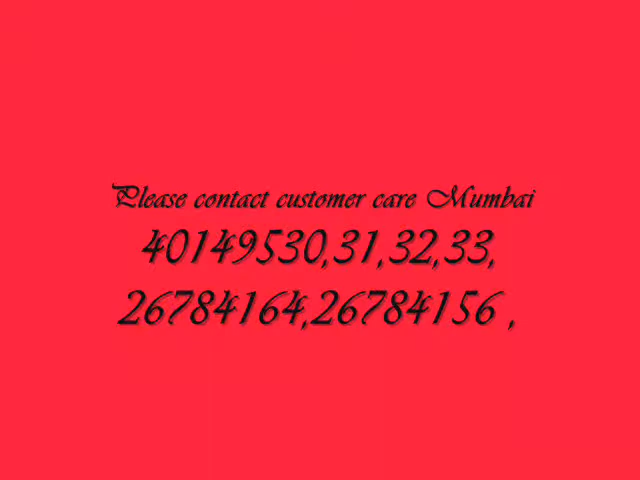 Please contact customer care Mumbai
40149530,31,32,33,
26784164,26784156 ,